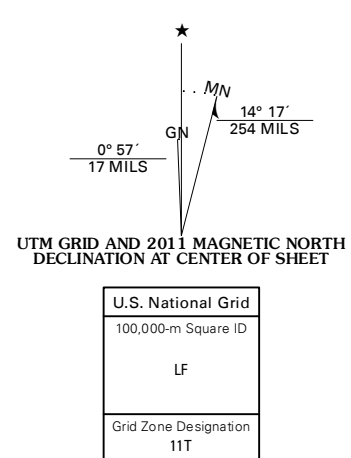 ★
MN
14° 17´
254 MILS
GN
0° 57´
17 MILS
UTM GRID AND 2011 MAGNETIC NORTH
DECLINATION AT CENTER OF SHEET
U.S. National Grid
100,000-m Square ID
LF
Grid Zone Designation
11T